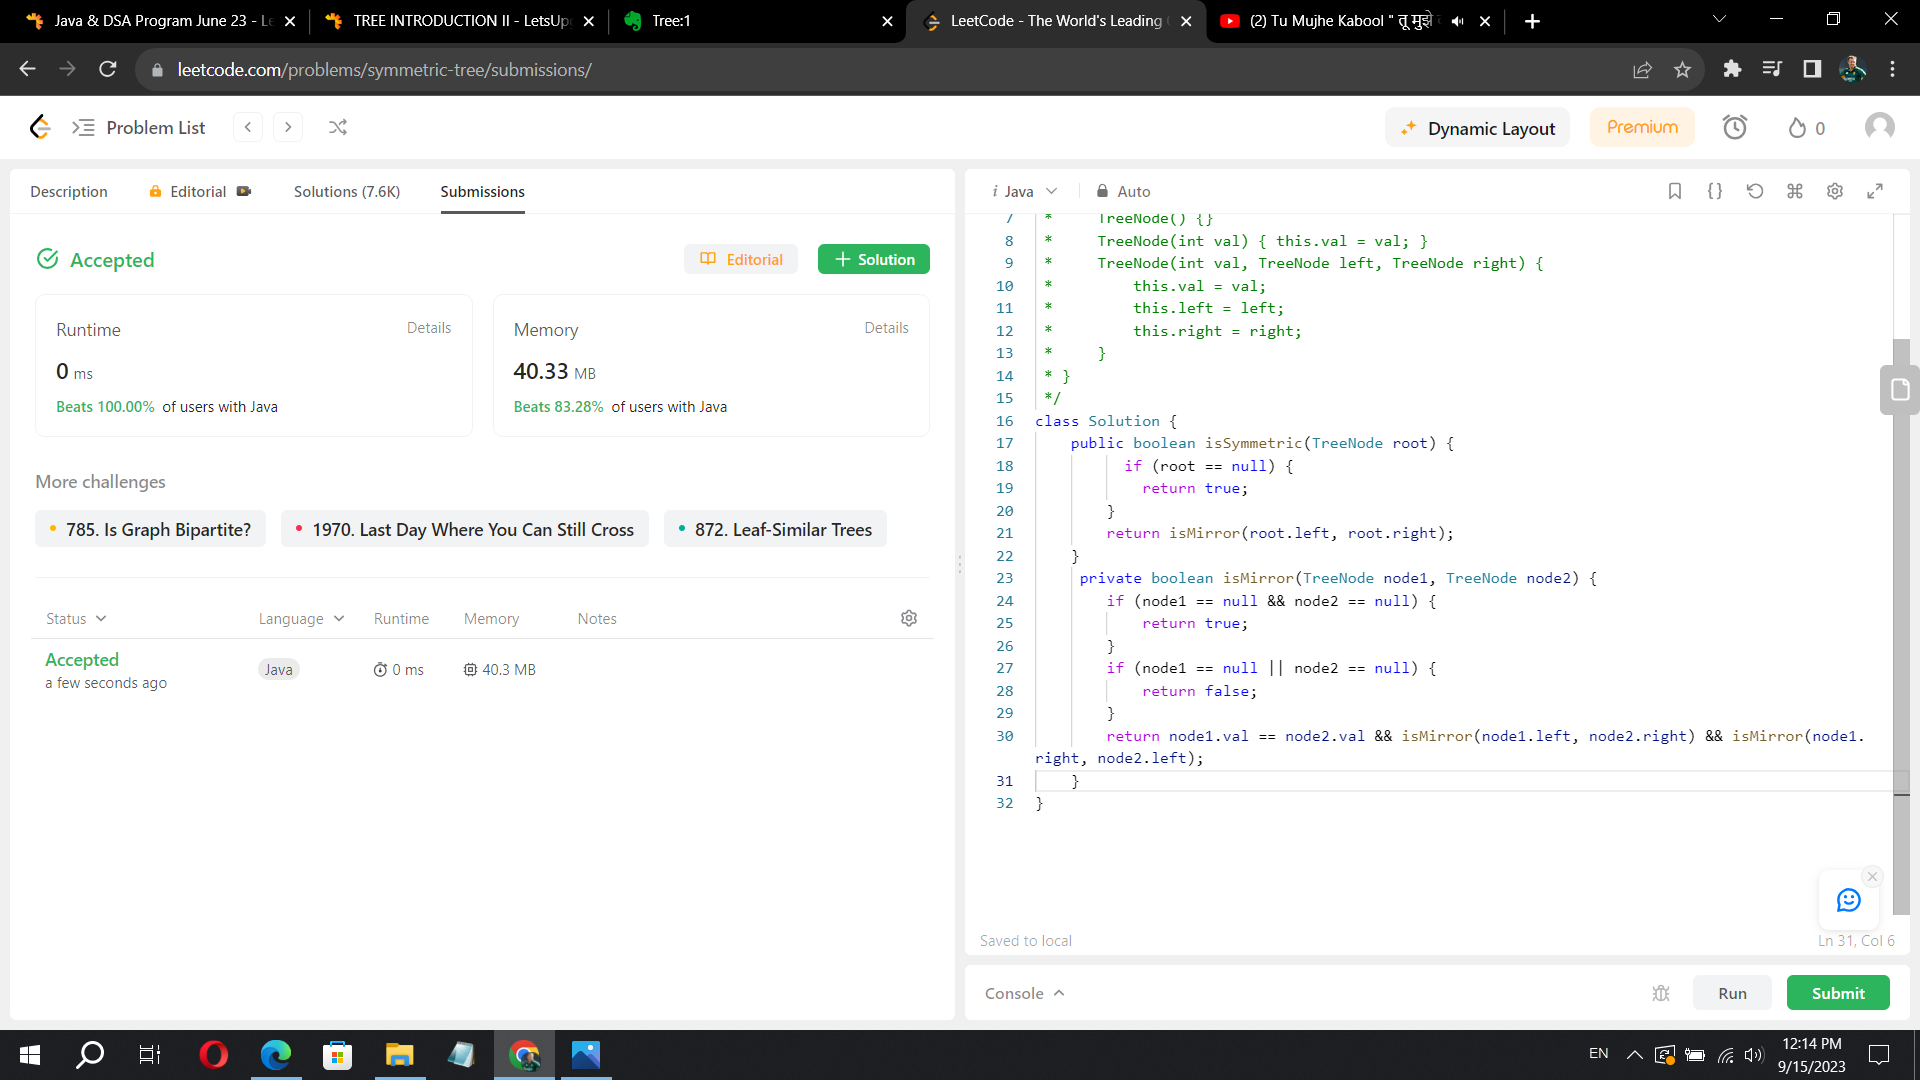 Java & DSA Program June 23 - Le
TREE INTRODUCTION II - LetsUp
Tree:1
LeetCode - The World's Leading
(2) Tu Mujhe Kabool " तू मुझे
leetcode.com/problems/symmetric-tree/submissions/
Problem List
Dynamic Layout
Premium
0
Description
Editorial
Solutions (7.6K)
Submissions
i Java
Auto
Accepted
Editorial
+ Solution
Runtime
Details
0 ms
Beats 100.00% of users with Java
Memory
Details
40.33 MB
Beats 83.28% of users with Java
More challenges
785. Is Graph Bipartite?
1970. Last Day Where You Can Still Cross
872. Leaf-Similar Trees
Status
Language
Runtime
Memory
Notes
Accepted
a few seconds ago
Java
0 ms
40.3 MB
7 *     TreeNode() {}
8 *     TreeNode(int val) { this.val = val; }
9 *     TreeNode(int val, TreeNode left, TreeNode right) {
10 *         this.val = val;
11 *         this.left = left;
12 *         this.right = right;
13 *     }
14 * }
15 */
16 class Solution {
17     public boolean isSymmetric(TreeNode root) {
18           if (root == null) {
19             return true;
20         }
21         return isMirror(root.left, root.right);
22     }
23      private boolean isMirror(TreeNode node1, TreeNode node2) {
24         if (node1 == null && node2 == null) {
25             return true;
26         }
27         if (node1 == null || node2 == null) {
28             return false;
29         }
30         return node1.val == node2.val && isMirror(node1.left, node2.right) && isMirror(node1.
right, node2.left);
31     }
32 }
Saved to local
Ln 31, Col 6
Console
Run
Submit
EN
12:14 PM
9/15/2023